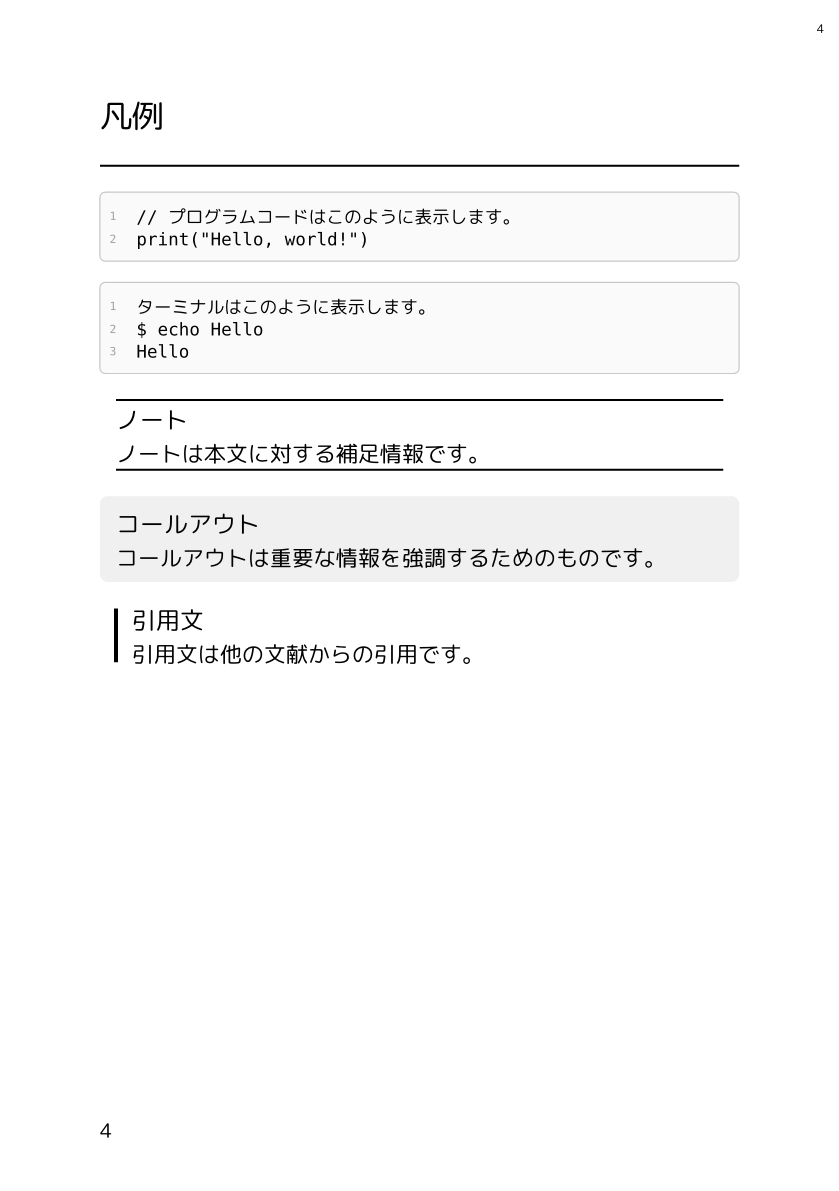 4
凡例
1 // プログラムコードはこのように表示します。
2 print("Hello, world!")
1 ターミナルはこのように表示します。
2 $ echo Hello
3 Hello
ノート
ノートは本文に対する補足情報です。
コールアウト
コールアウトは重要な情報を強調するためのものです。
引用文
引用文は他の文献からの引用です。
4